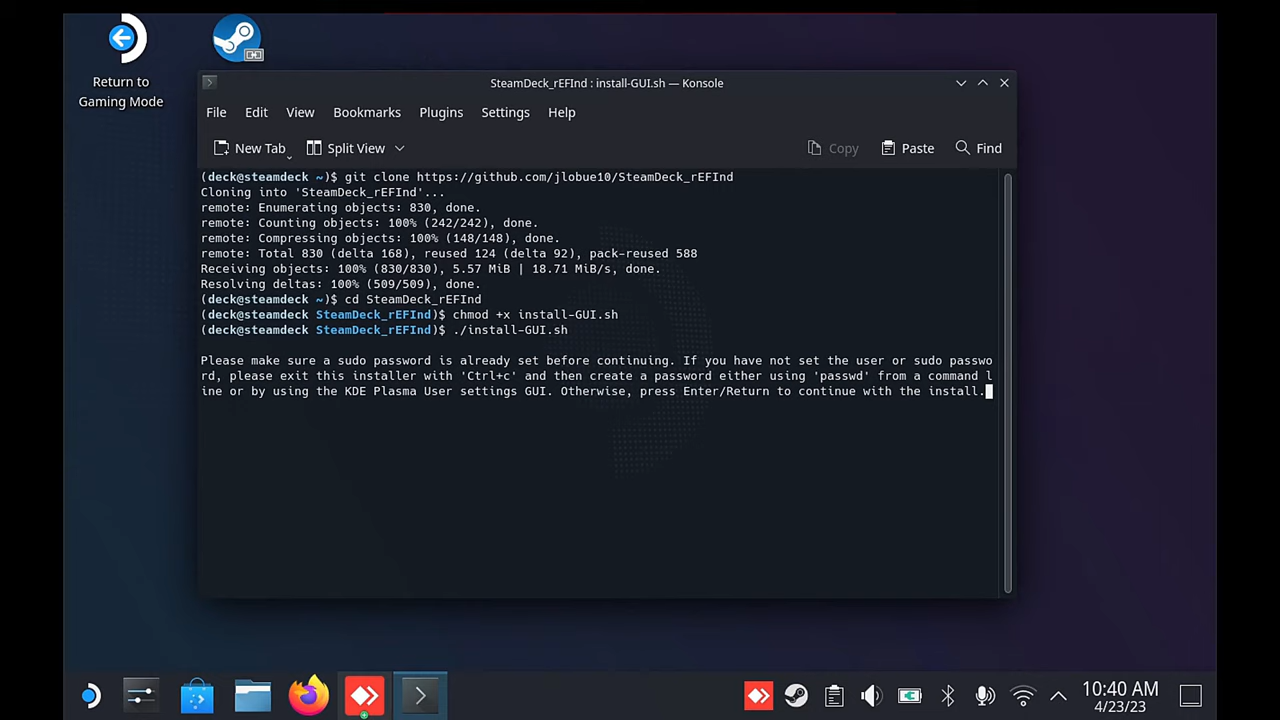 Return to
Gaming Mode
SteamDeck_rEFInd : install-GUI.sh — Konsole
File Edit View Bookmarks Plugins Settings Help
New Tab Split View Copy Paste Find
(deck@steamdeck ~)$ git clone https://github.com/jlobue10/SteamDeck_rEFInd
Cloning into 'SteamDeck_rEFInd'...
remote: Enumerating objects: 830, done.
remote: Counting objects: 100% (242/242), done.
remote: Compressing objects: 100% (148/148), done.
remote: Total 830 (delta 168), reused 124 (delta 92), pack-reused 588
Receiving objects: 100% (830/830), 5.57 MiB | 18.71 MiB/s, done.
Resolving deltas: 100% (509/509), done.
(deck@steamdeck ~)$ cd SteamDeck_rEFInd
(deck@steamdeck SteamDeck_rEFInd)$ chmod +x install-GUI.sh
(deck@steamdeck SteamDeck_rEFInd)$ ./install-GUI.sh
Please make sure a sudo password is already set before continuing. If you have not set the user or sudo passwo
rd, please exit this installer with 'Ctrl+c' and then create a password either using 'passwd' from a command l
ine or by using the KDE Plasma User settings GUI. Otherwise, press Enter/Return to continue with the install.
10:40 AM
4/23/23